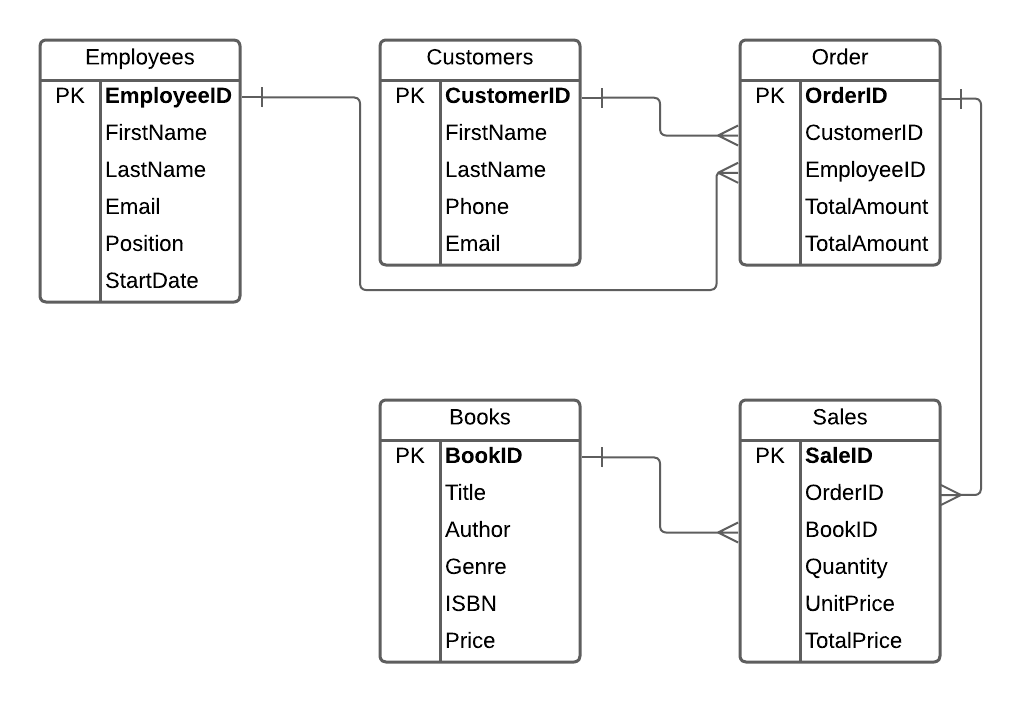 Employees
PK EmployeeID
FirstName
LastName
Email
Position
StartDate
Customers
PK CustomerID
FirstName
LastName
Phone
Email
Order
PK OrderID
CustomerID
EmployeeID
TotalAmount
TotalAmount
Books
PK BookID
Title
Author
Genre
ISBN
Price
Sales
PK SaleID
OrderID
BookID
Quantity
UnitPrice
TotalPrice